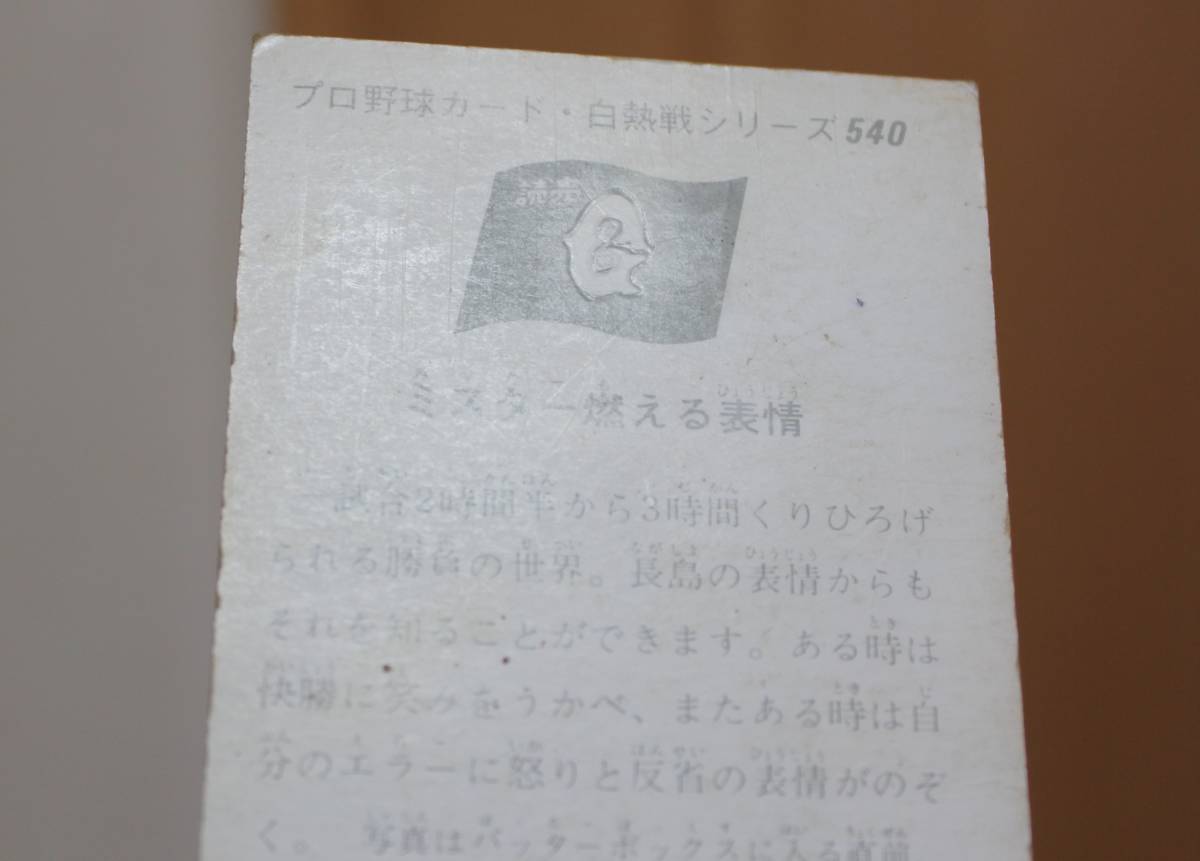 プロ野球カード・白熱戦シリーズ540
読売
G
ミスター燃える表情
一試合2時間半から3時間くりひろげ
られる勝負の世界。長島の表情からも
それを知ることができます。ある時は
快勝に笑みをうかべ、またある時は自
分のエラーに怒りと反省の表情がのぞ
く。 写真はバッターボックスに入る直前